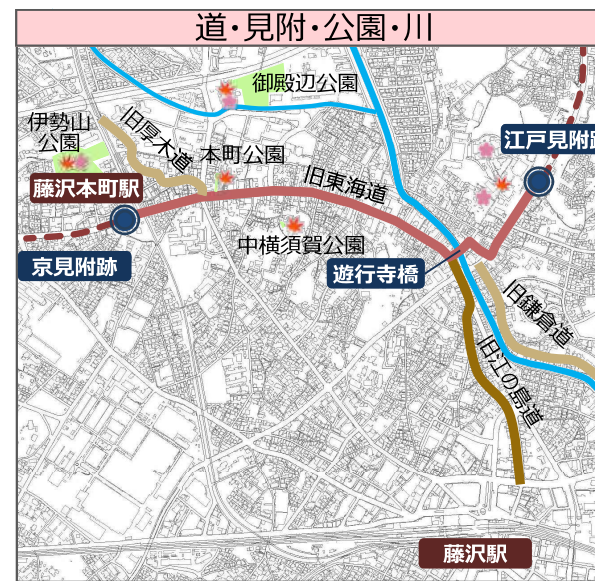 道・見附・公園・川
御殿辺公園
伊勢山
公園
旧厚木道
本町公園
江戸見附跡
藤沢本町駅
旧東海道
中横須賀公園
京見附跡
遊行寺橋
旧鎌倉道
旧江の島道
藤沢駅